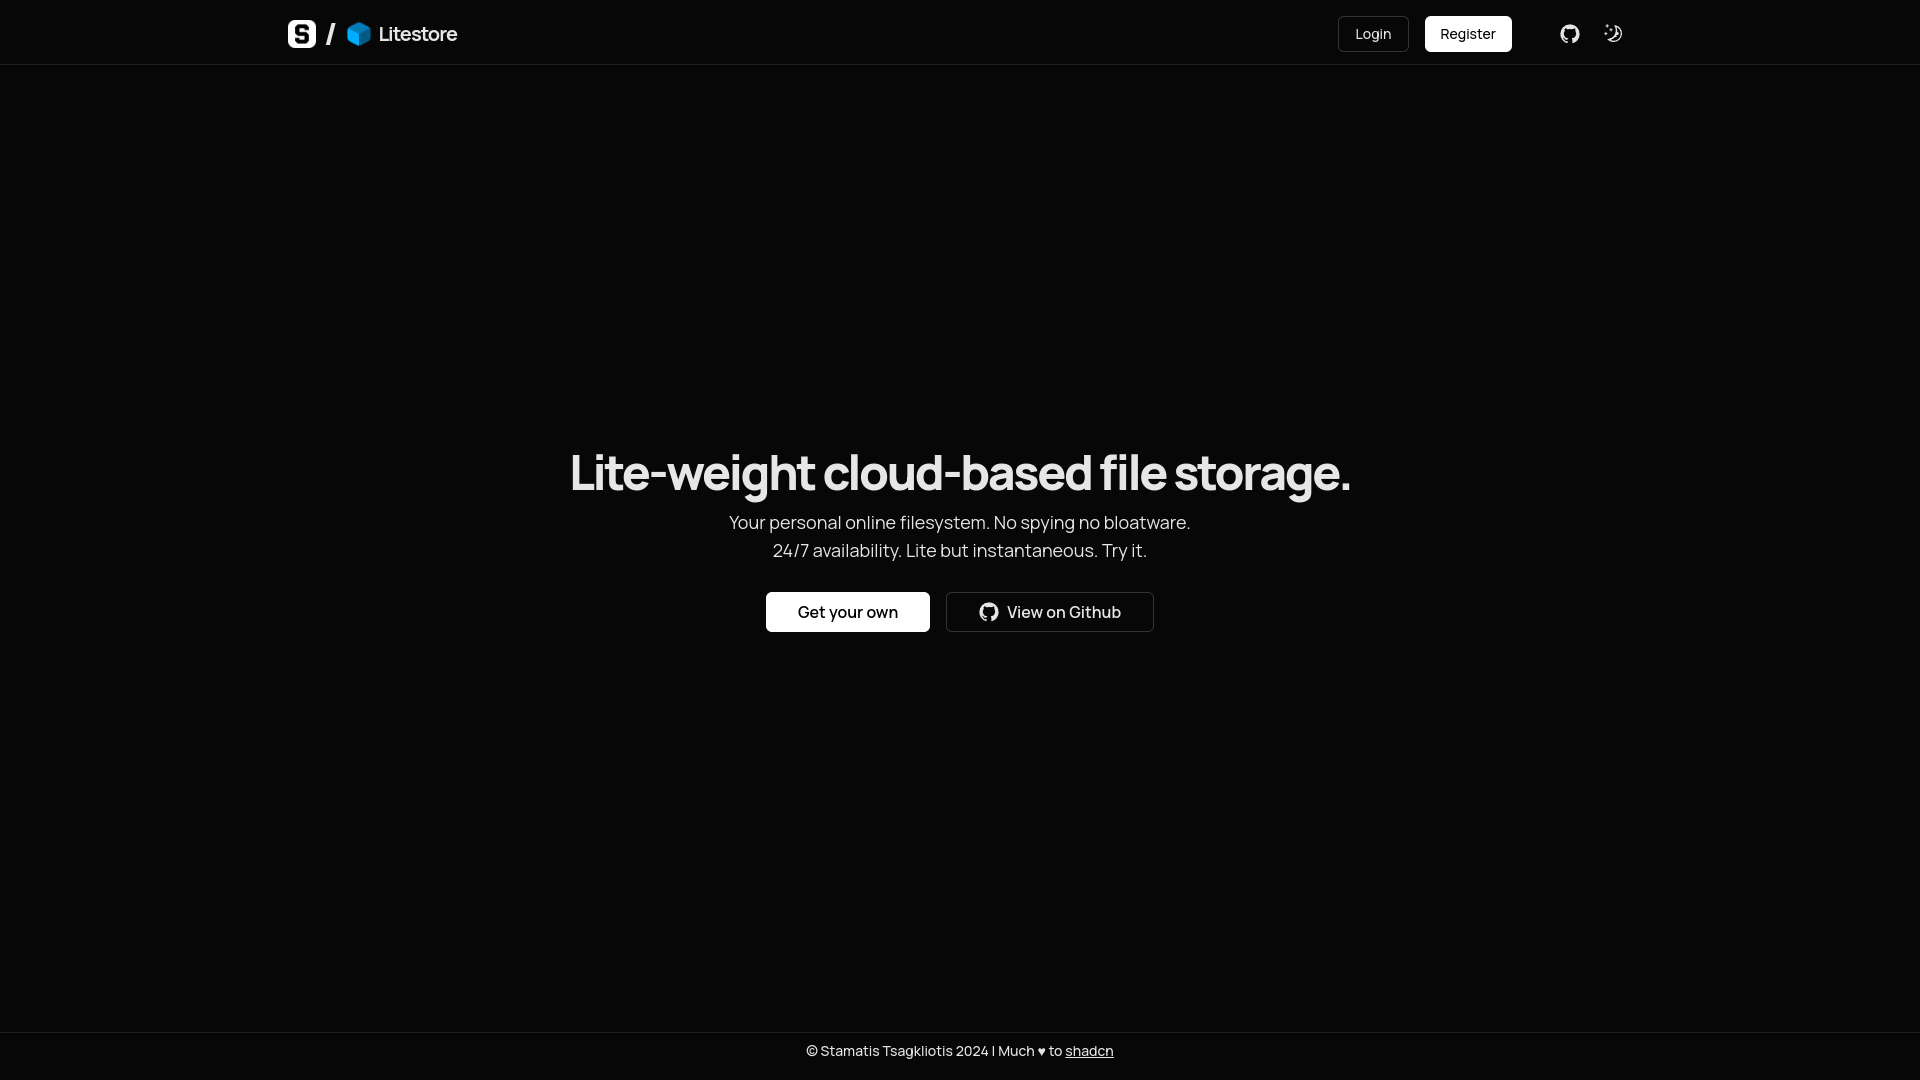 S / Litestore
Login
Register
Lite-weight cloud-based file storage.
Your personal online filesystem. No spying no bloatware.
24/7 availability. Lite but instantaneous. Try it.
Get your own
View on Github
© Stamatis Tsagkliotis 2024 | Much ♥ to shadcn